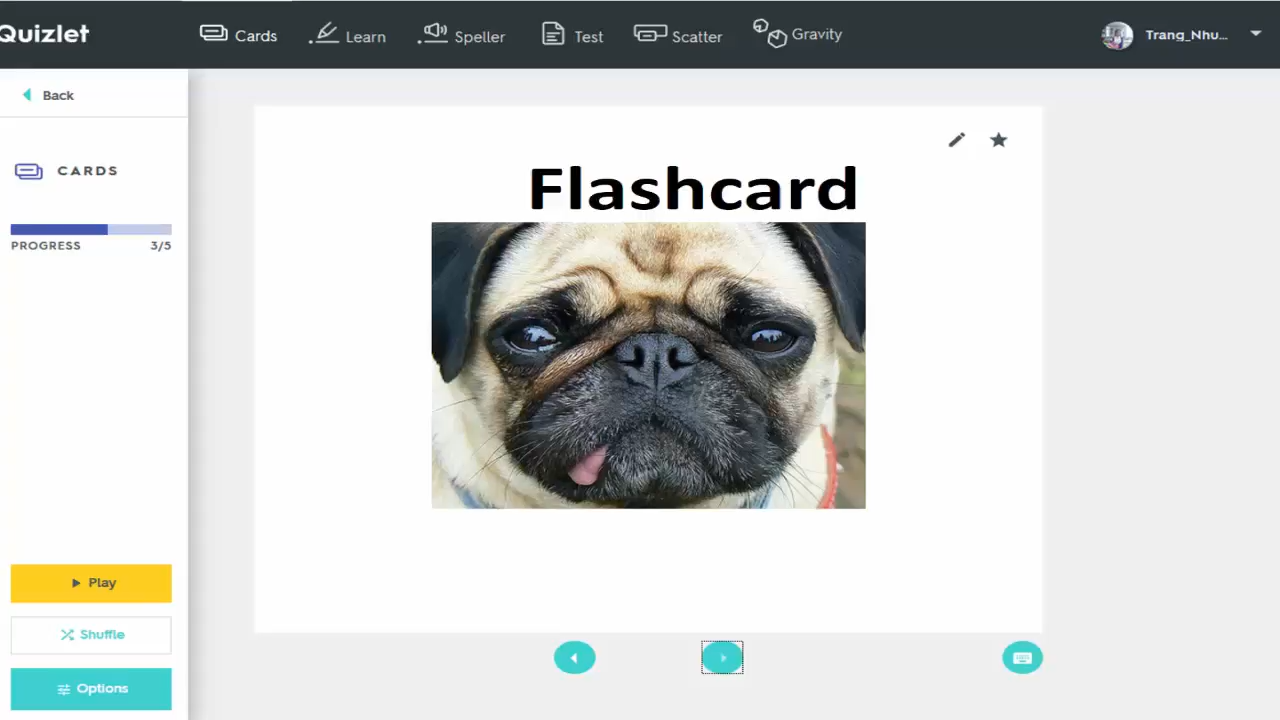 Quizlet
Cards
Learn
Speller
Test
Scatter
Gravity
Trang_Nhu...
Back
CARDS
PROGRESS 3/5
Flashcard
Play
Shuffle
Options